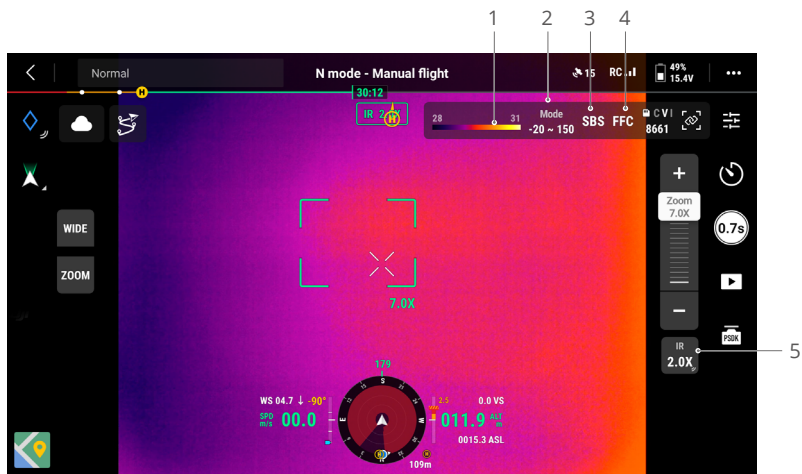 1 2 3 4
Normal
N mode - Manual flight
15
RC
49%
15.4V
H
30:12
IR 2
X
H
28 31
Mode
-20 ~ 150
SBS
FFC
C V I
8661
WIDE
ZOOM
7.0X
+
Zoom
7.0X
−
IR
2.0X
5
0.7s
PSDK
179
WS 04.7 ↓ -90°
SPD
m/s
00.0
S
E
W
2.5
0.0 VS
011.9
ALT
m
0015.3 ASL
H
109m